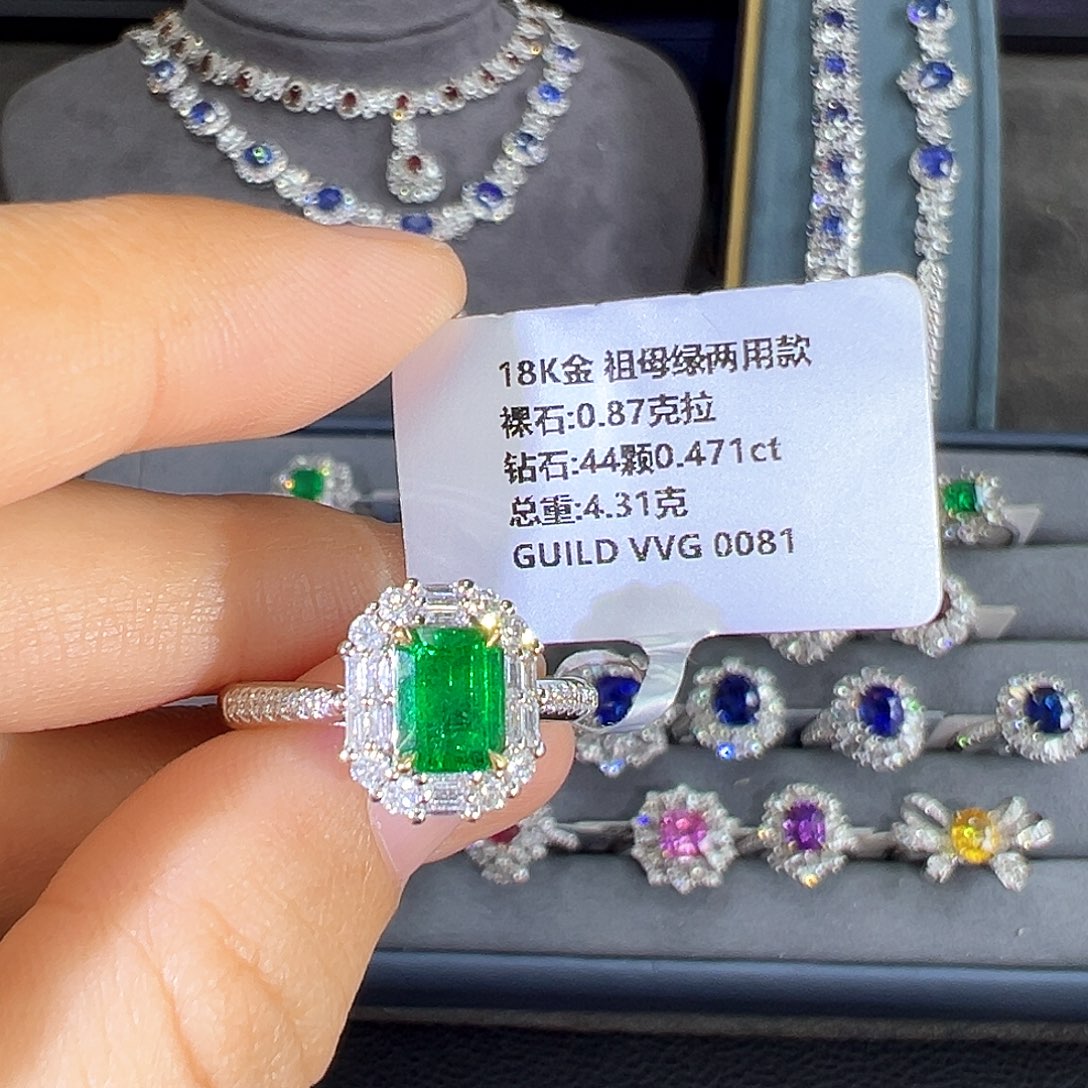 18K金 祖母绿两用款
裸石:0.87克拉
钻石:44颗0.471ct
总重:4.31克
GUILD VVG 0081